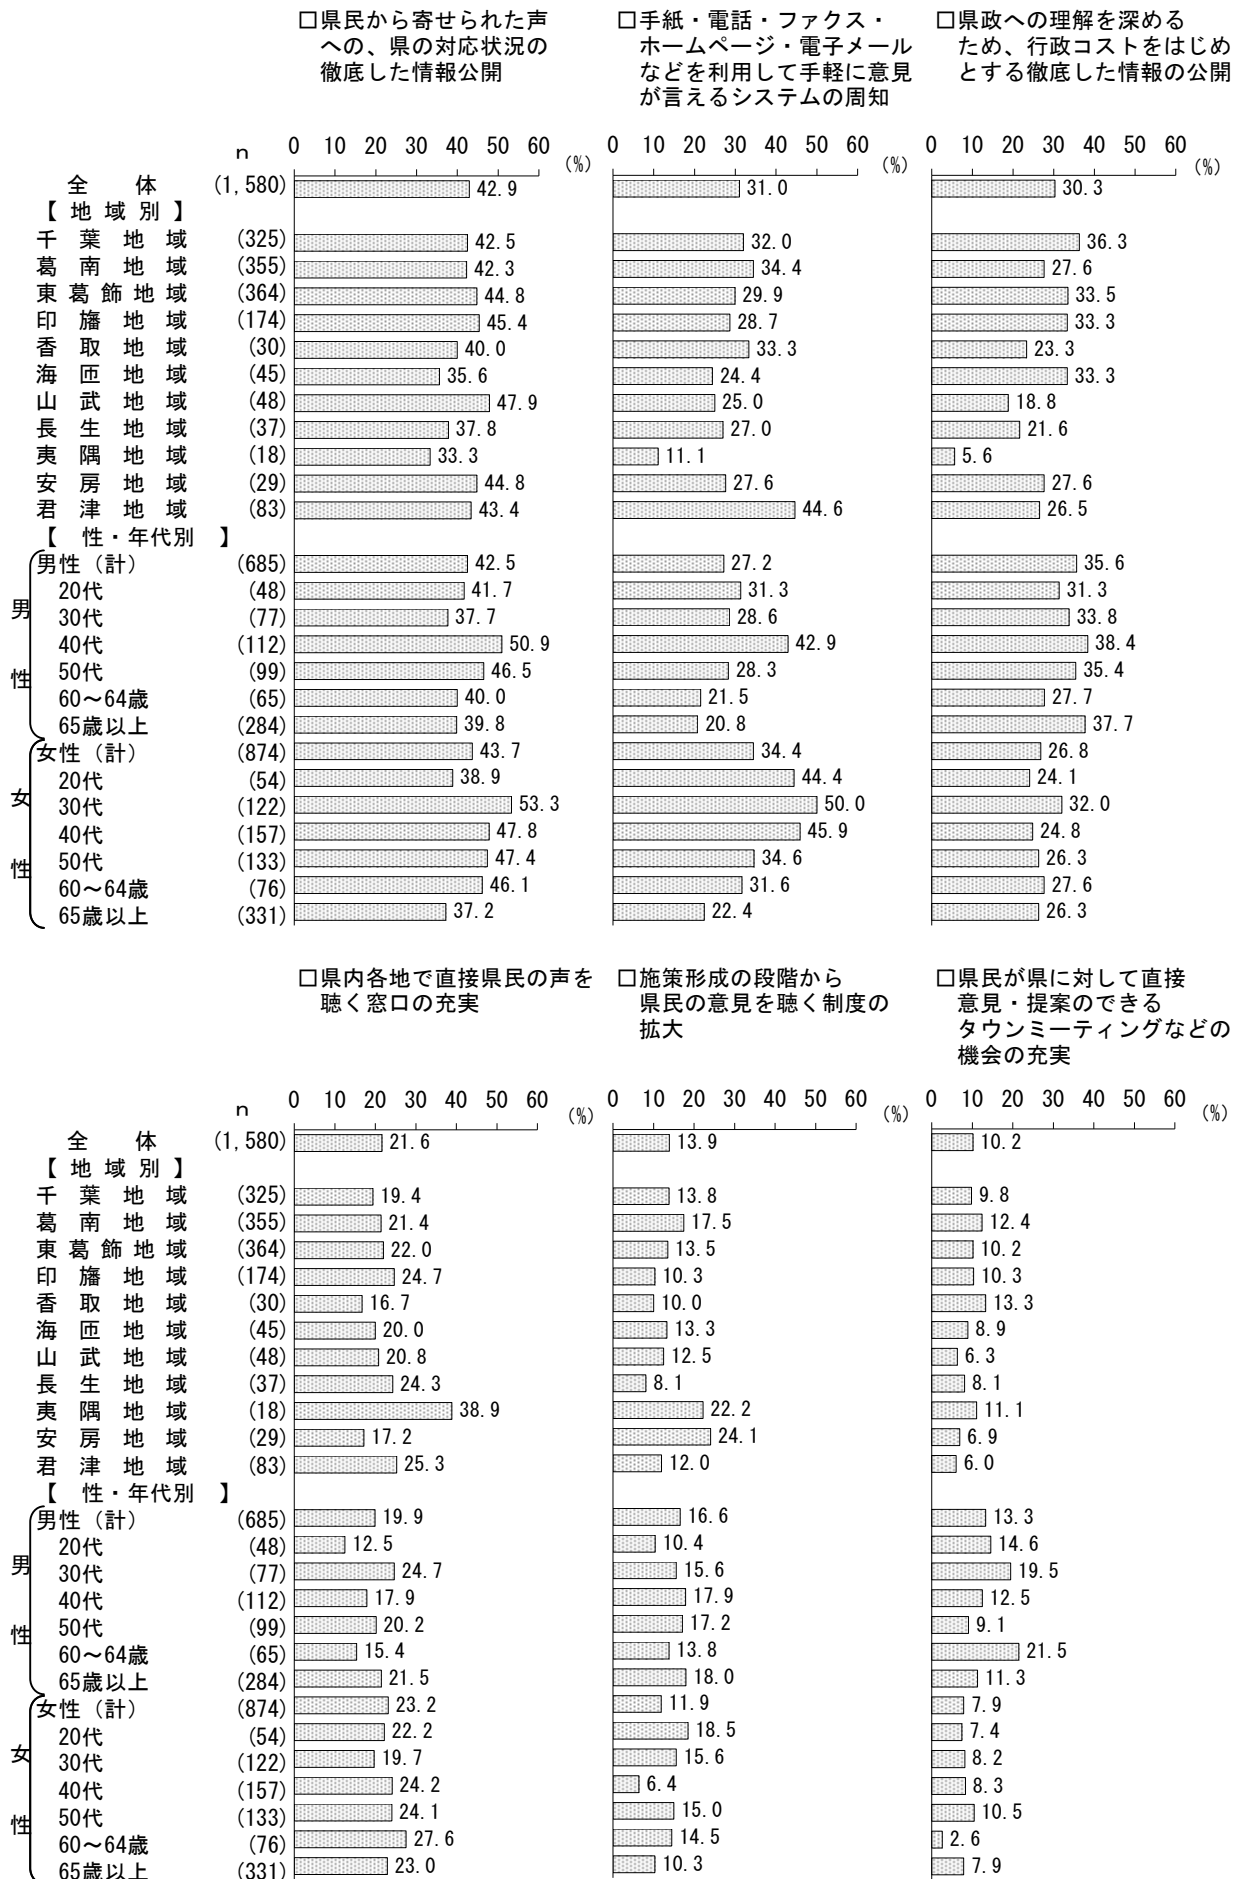 □県民から寄せられた声
への、県の対応状況の
徹底した情報公開
□手紙・電話・ファクス・
ホームページ・電子メール
などを利用して手軽に意見
が言えるシステムの周知
□県政への理解を深める
ため、行政コストをはじめ
とする徹底した情報の公開
n 0 10 20 30 40 50 60 (%) 0 10 20 30 40 50 60 (%) 0 10 20 30 40 50 60 (%)
全体 (1,580) 42.9 31.0 30.3
【地域別】
千葉地域 (325) 42.5 32.0 36.3
葛南地域 (355) 42.3 34.4 27.6
東葛飾地域 (364) 44.8 29.9 33.5
印旛地域 (174) 45.4 28.7 33.3
香取地域 (30) 40.0 33.3 23.3
海匝地域 (45) 35.6 24.4 33.3
山武地域 (48) 47.9 25.0 18.8
長生地域 (37) 37.8 27.0 21.6
夷隅地域 (18) 33.3 11.1 5.6
安房地域 (29) 44.8 27.6 27.6
君津地域 (83) 43.4 44.6 26.5
【性・年代別】
男性
男性(計) (685) 42.5 27.2 35.6
20代 (48) 41.7 31.3 31.3
30代 (77) 37.7 28.6 33.8
40代 (112) 50.9 42.9 38.4
50代 (99) 46.5 28.3 35.4
60～64歳 (65) 40.0 21.5 27.7
65歳以上 (284) 39.8 20.8 37.7
女性
女性(計) (874) 43.7 34.4 26.8
20代 (54) 38.9 44.4 24.1
30代 (122) 53.3 50.0 32.0
40代 (157) 47.8 45.9 24.8
50代 (133) 47.4 34.6 26.3
60～64歳 (76) 46.1 31.6 27.6
65歳以上 (331) 37.2 22.4 26.3
□県内各地で直接県民の声を
聴く窓口の充実
□施策形成の段階から
県民の意見を聴く制度の
拡大
□県民が県に対して直接
意見・提案のできる
タウンミーティングなどの
機会の充実
n 0 10 20 30 40 50 60 (%) 0 10 20 30 40 50 60 (%) 0 10 20 30 40 50 60 (%)
全体 (1,580) 21.6 13.9 10.2
【地域別】
千葉地域 (325) 19.4 13.8 9.8
葛南地域 (355) 21.4 17.5 12.4
東葛飾地域 (364) 22.0 13.5 10.2
印旛地域 (174) 24.7 10.3 10.3
香取地域 (30) 16.7 10.0 13.3
海匝地域 (45) 20.0 13.3 8.9
山武地域 (48) 20.8 12.5 6.3
長生地域 (37) 24.3 8.1 8.1
夷隅地域 (18) 38.9 22.2 11.1
安房地域 (29) 17.2 24.1 6.9
君津地域 (83) 25.3 12.0 6.0
【性・年代別】
男性
男性(計) (685) 19.9 16.6 13.3
20代 (48) 12.5 10.4 14.6
30代 (77) 24.7 15.6 19.5
40代 (112) 17.9 17.9 12.5
50代 (99) 20.2 17.2 9.1
60～64歳 (65) 15.4 13.8 21.5
65歳以上 (284) 21.5 18.0 11.3
女性
女性(計) (874) 23.2 11.9 7.9
20代 (54) 22.2 18.5 7.4
30代 (122) 19.7 15.6 8.2
40代 (157) 24.2 6.4 8.3
50代 (133) 24.1 15.0 10.5
60～64歳 (76) 27.6 14.5 2.6
65歳以上 (331) 23.0 10.3 7.9